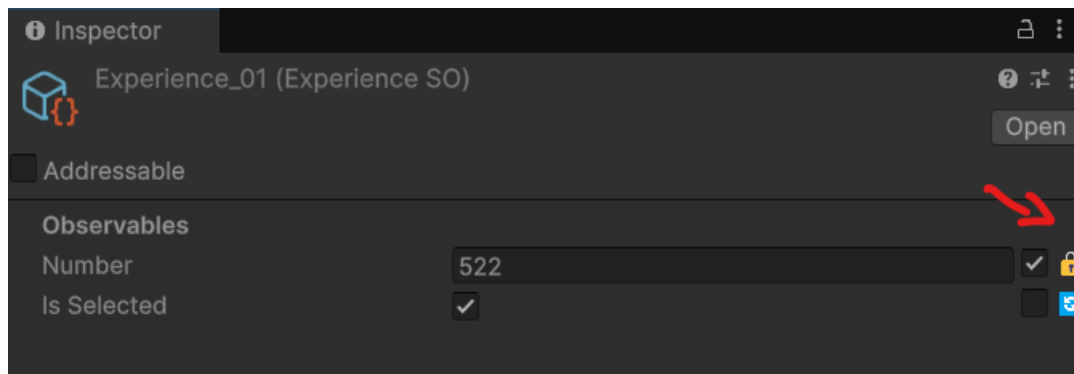 Inspector
Experience_01 (Experience SO)
Open
Addressable
Observables
Number 522
Is Selected